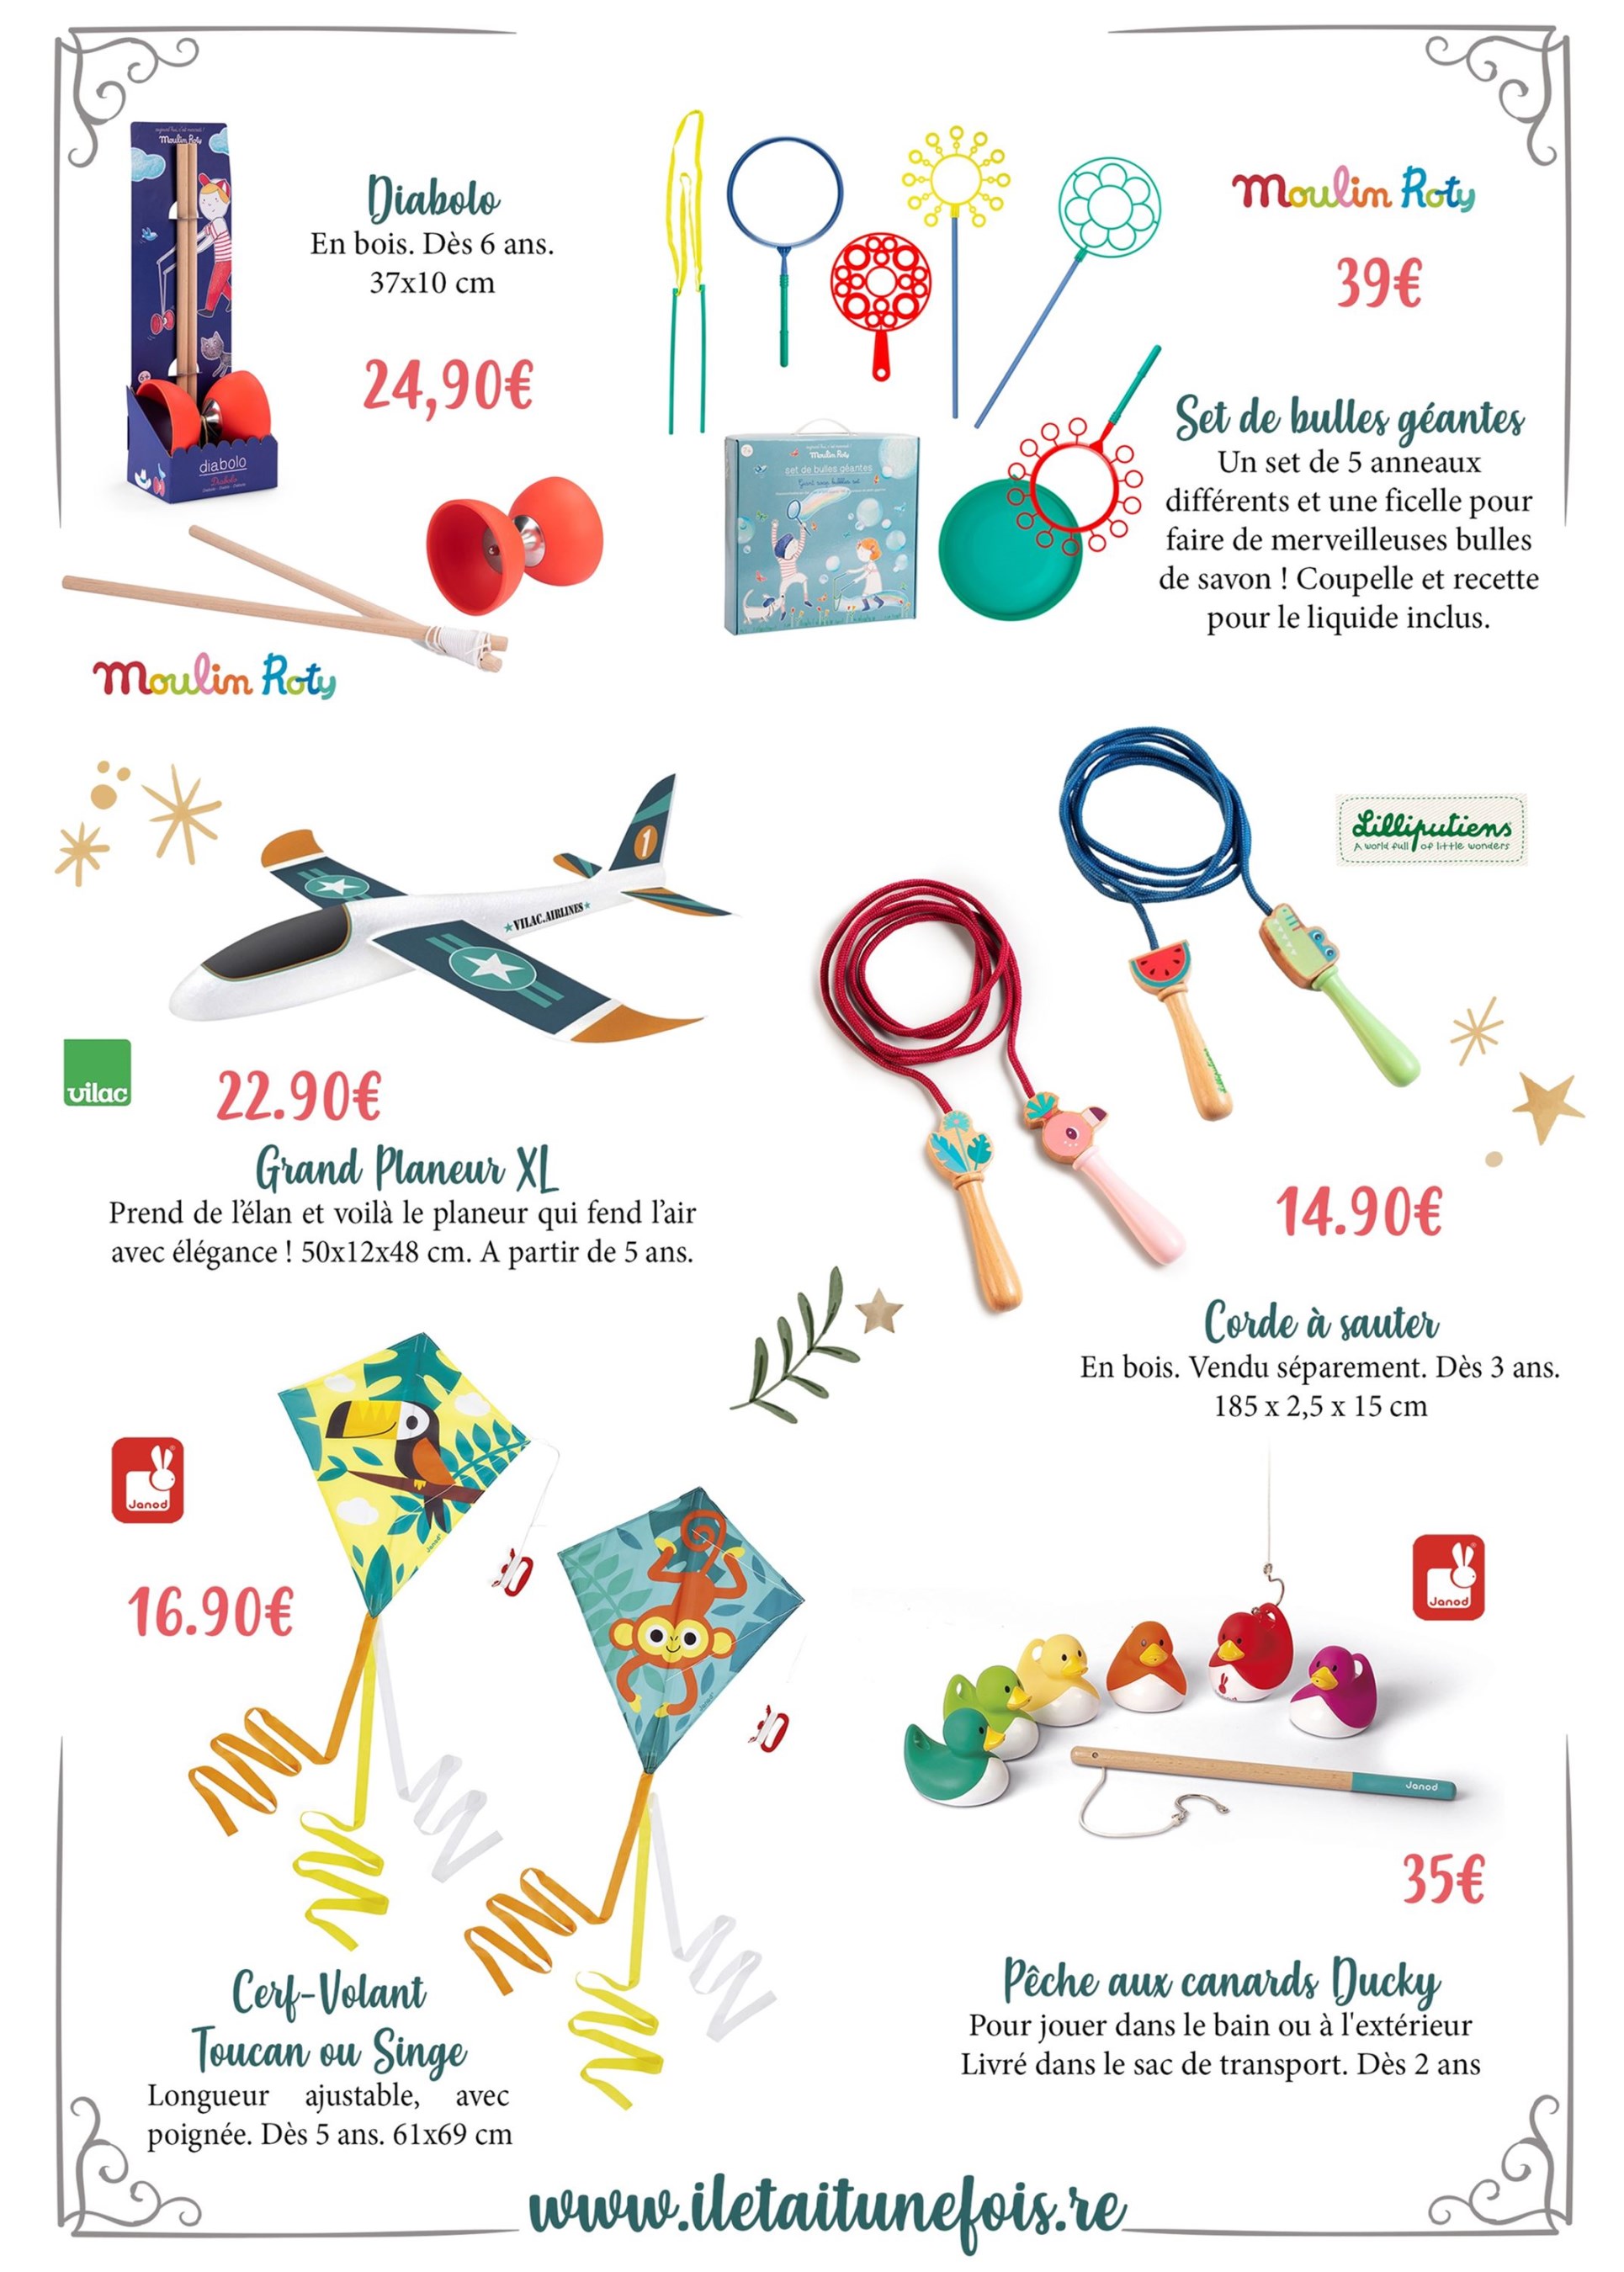 Moulin Roty
diabolo
Diabolo
Diabolo
En bois. Dès 6 ans.
37x10 cm
24,90€
Moulin Roty
Moulin Roty
39€
Moulin Roty
set de bulles géantes
Set de bulles géantes
Un set de 5 anneaux
différents et une ficelle pour
faire de merveilleuses bulles
de savon ! Coupelle et recette
pour le liquide inclus.
1
VILAC.AIRLINES
vilac
22.90€
Grand Planeur XL
Prend de l'élan et voilà le planeur qui fend l'air
avec élégance ! 50x12x48 cm. A partir de 5 ans.
Lilliputiens
A world full of little wonders
14.90€
Corde à sauter
En bois. Vendu séparement. Dès 3 ans.
185 x 2,5 x 15 cm
Janod
16.90€
Cerf-Volant
Toucan ou Singe
Longueur ajustable, avec
poignée. Dès 5 ans. 61x69 cm
Janod
Janod
35€
Pêche aux canards Ducky
Pour jouer dans le bain ou à l'extérieur
Livré dans le sac de transport. Dès 2 ans
www.iletaitunefois.re